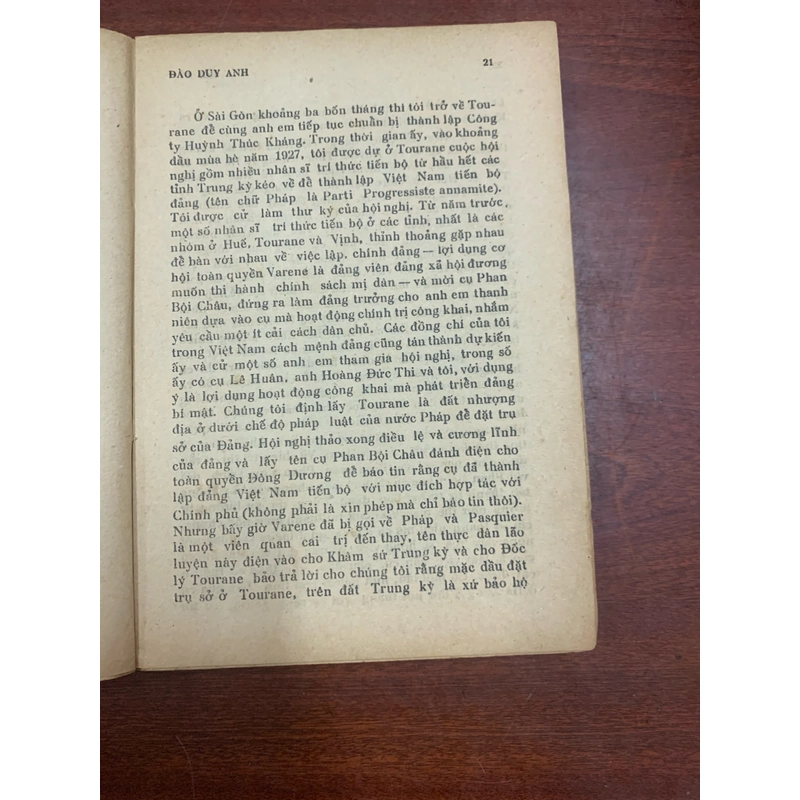 ĐÀO DUY ANH
21
Ở Sài Gòn khoảng ba bốn tháng thì tôi trở về Tou-
rane để cùng anh em tiếp tục chuẩn bị thành lập Công
ty Huỳnh Thúc Kháng. Trong thời gian ấy, vào khoảng
đầu mùa hè năm 1927, tôi được dự ở Tourane cuộc hội
nghị gồm nhiều nhân sĩ trí thức tiến bộ từ hầu hết các
tỉnh Trung kỳ kéo về để thành lập Việt Nam tiến bộ
đảng (tên chữ Pháp là Parti Progressiste annamite).
Tôi được cử làm thư ký của hội nghị. Từ năm trước,
một số nhân sĩ trí thức tiến bộ ở các tỉnh, nhất là các
nhóm ở Huế, Tourane và Vịnh, thỉnh thoảng gặp nhau
để bàn với nhau về việc lập. chính đảng — lợi dụng cơ
hội toàn quyền Varene là đảng viên đảng xã hội đương
muốn thi hành chính sách mị dân — và mời cụ Phan
Bội Châu, đứng ra làm đảng trưởng cho anh em thanh
niên dựa vào cụ mà hoạt động chính trị công khai, nhằm
yêu cầu một ít cải cách dân chủ. Các đồng chí của tôi
trong Việt Nam cách mệnh đảng cũng tán thành dự kiến
ấy và cử một số anh em tham gia hội nghị, trong số
ấy có cụ Lê Huân, anh Hoàng Đức Thi và tôi, với dụng
ý là lợi dụng hoạt động công khai mà phát triển đảng
bí mật. Chúng tôi định lấy Tourane là đất nhượng
địa ở dưới chế độ pháp luật của nước Pháp để đặt trụ
sở của Đảng. Hội nghị thảo xong điều lệ và cương lĩnh
của đảng và lấy tên cụ Phan Bội Châu đánh điện cho
toàn quyền Đông Dương để báo tin rằng cụ đã thành
lập đảng Việt Nam tiến bộ với mục đích hợp tác với
Chính phủ (không phải là xin phép mà chỉ báo tin thôi).
Nhưng bây giờ Varene đã bị gọi về Pháp và Pasquier
là một viên quan cai trị đến thay, tên thực dân lão
luyện này điện vào cho Khâm sứ Trung kỳ và cho Đốc
lý Tourane bảo trả lời cho chúng tôi rằng mặc dầu đặt
trụ sở ở Tourane, trên đất Trung kỳ là xứ bảo hộ